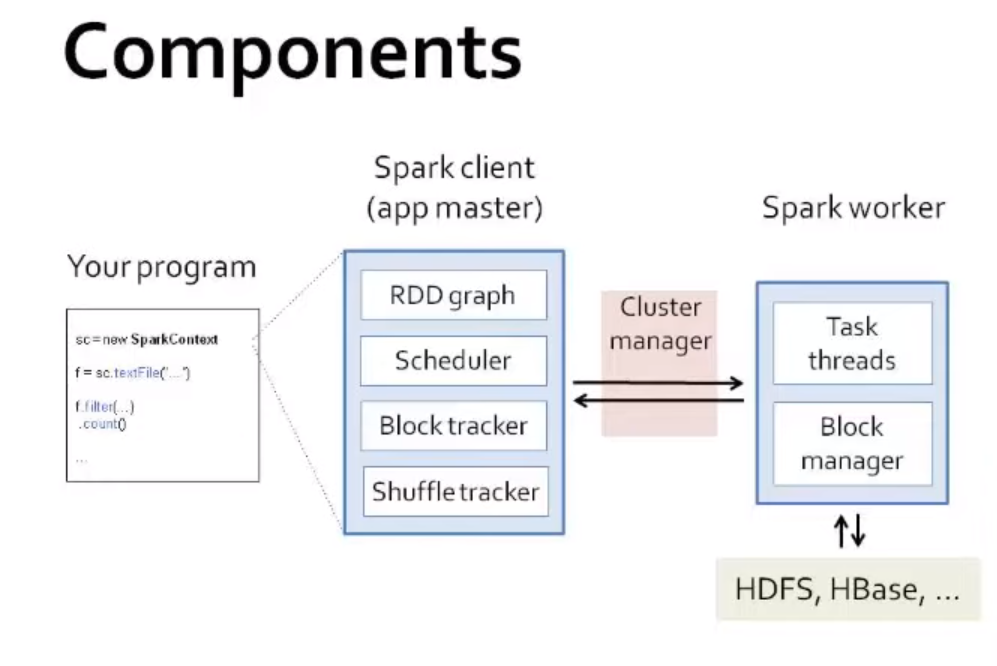 Components
Your program
sc=new SparkContext
f = sc.textFile("...")
f.filter(...)
.count()
...
Spark client
(app master)
RDD graph
Scheduler
Block tracker
Shuffle tracker
Cluster
manager
Spark worker
Task
threads
Block
manager
HDFS, HBase, ...